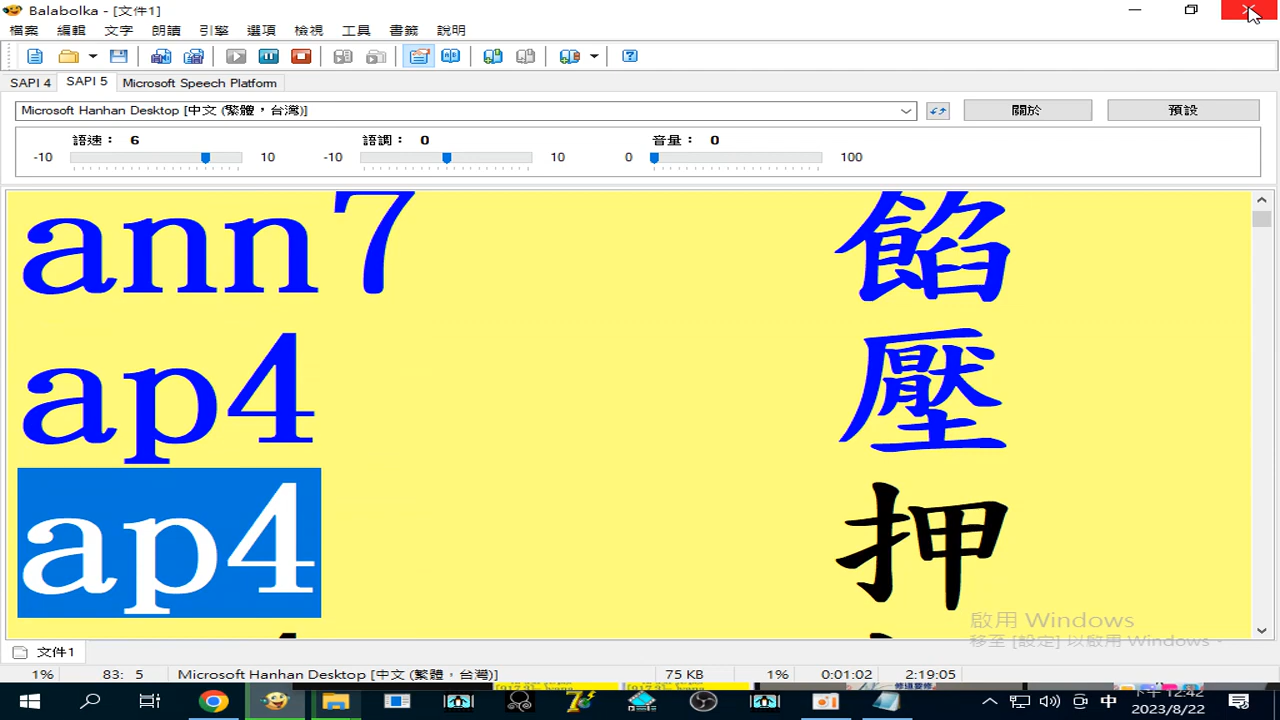 Balabolka - [文件1]
檔案 編輯 文字 朗讀 引擎 選項 檢視 工具 書籤 說明
SAPI 4 SAPI 5 Microsoft Speech Platform
Microsoft Hanhan Desktop [中文 (繁體，台灣)] 關於 預設
語速： 6 語調： 0 音量： 0
-10 10 -10 10 0 100
ann7 餡
ap4 壓
ap4 押
啟用 Windows
移至 [設定] 以啟用 Windows。
文件1
1% 83: 5 Microsoft Hanhan Desktop [中文 (繁體，台灣)] 75 KB 1% 0:01:02 2:19:05
中
下午 12:42
2023/8/22